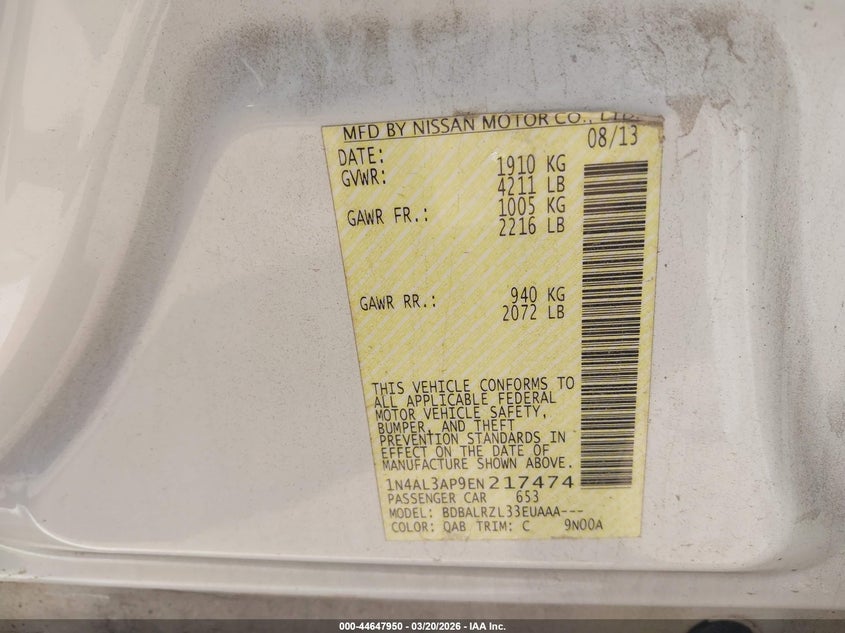 MFD BY NISSAN MOTOR CO., LTD.
DATE: 08/13
GVWR: 1910 KG
4211 LB
GAWR FR.: 1005 KG
2216 LB
GAWR RR.: 940 KG
2072 LB
THIS VEHICLE CONFORMS TO
ALL APPLICABLE FEDERAL
MOTOR VEHICLE SAFETY,
BUMPER, AND THEFT
PREVENTION STANDARDS IN
EFFECT ON THE DATE OF
MANUFACTURE SHOWN ABOVE.
1N4AL3AP9EN217474
PASSENGER CAR 653
MODEL: BDBALRZL33EUAAA---
COLOR: QAB TRIM: C 9N00A
000-44647950 - 03/20/2026 - IAA Inc.